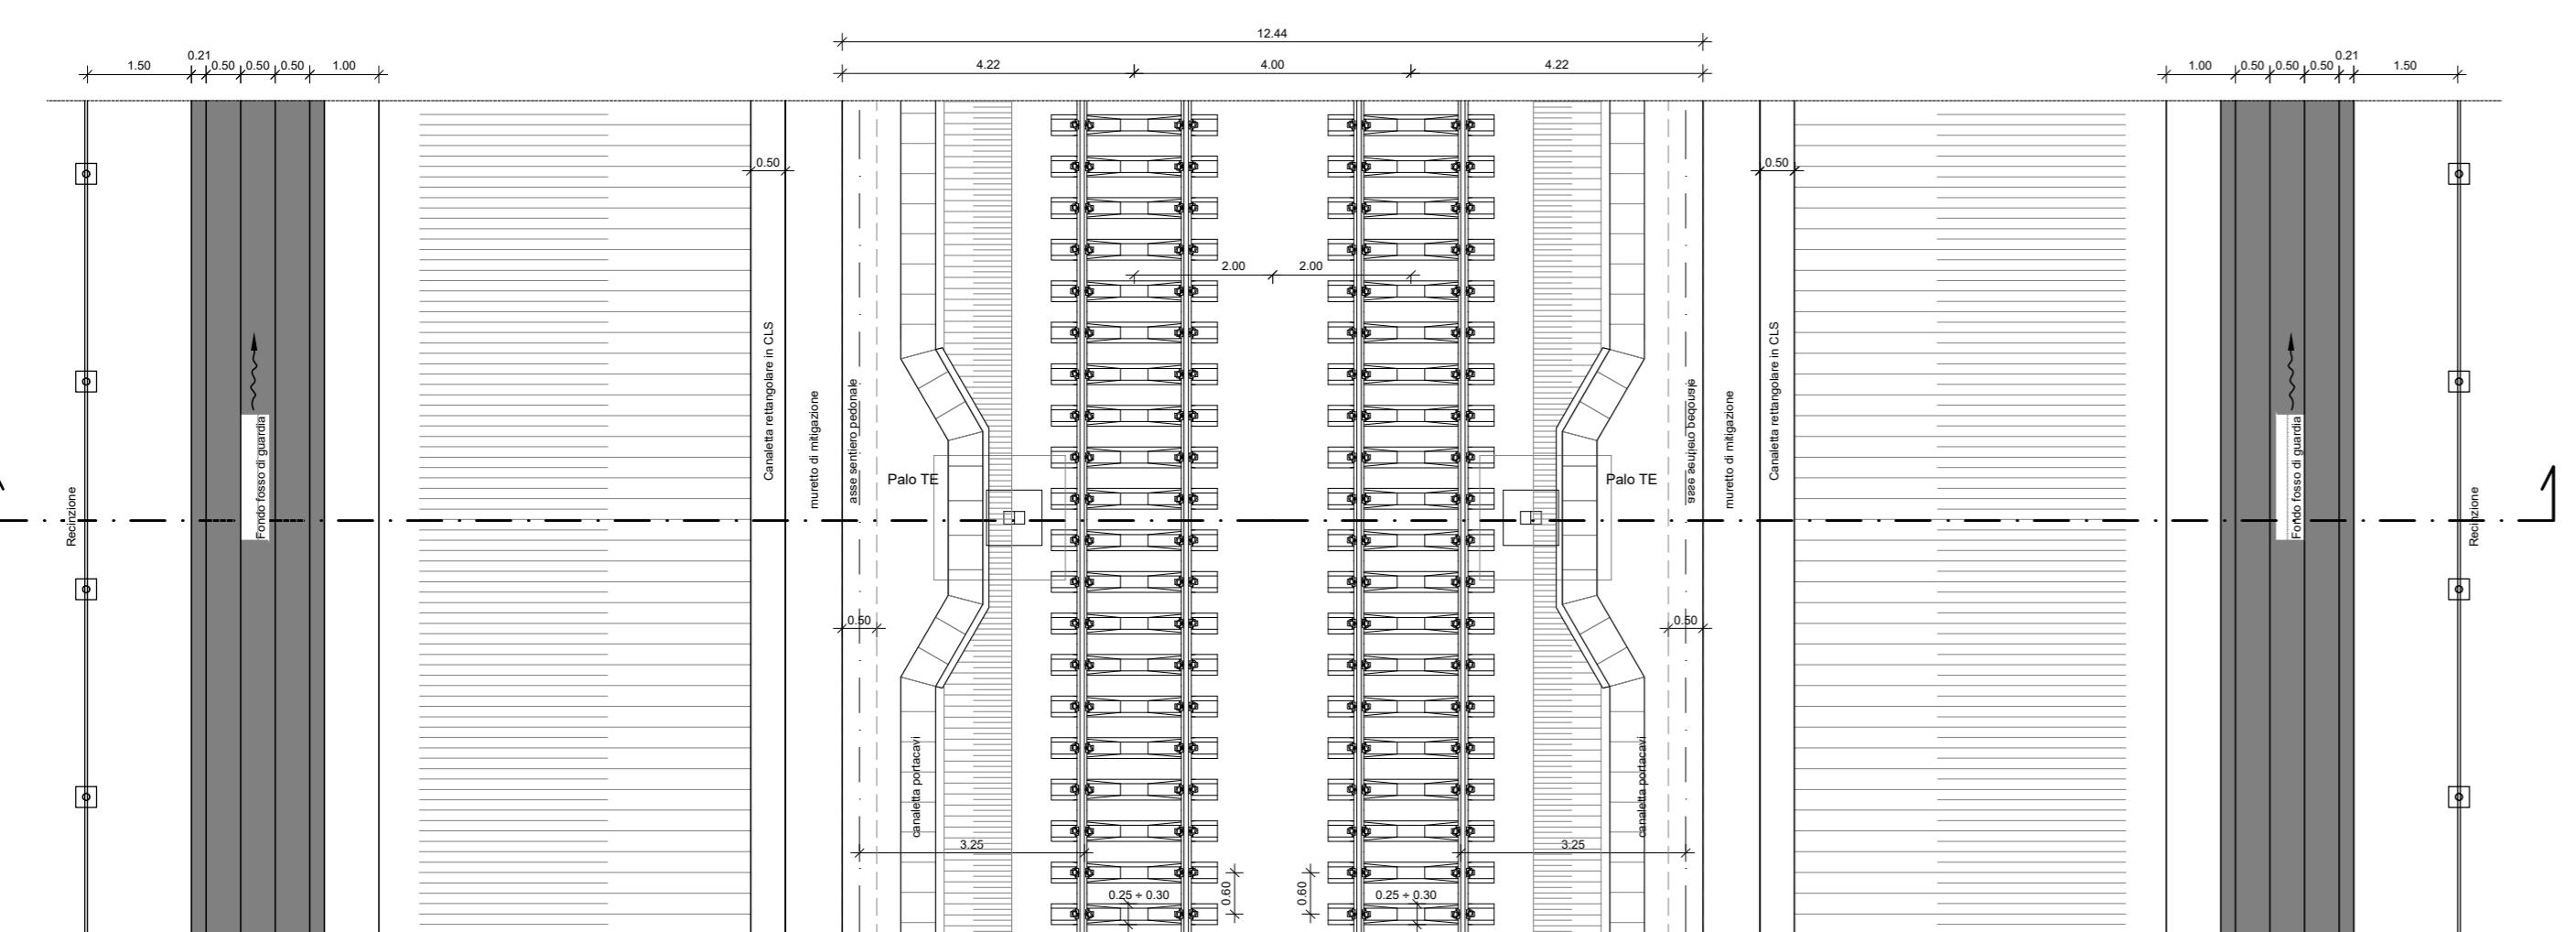 12.44
4.22 4.00 4.22
1.50 0.21 0.50 0.50 0.50 1.00
1.00 0.50 0.50 0.50 0.21 1.50
0.50
0.50
2.00 2.00
Recinzione
Fondo fosso di guardia
Canaletta rettangolare in CLS
muretto di mitigazione
asse sentiero pedonale
Palo TE
Palo TE
asse sentiero pedonale
muretto di mitigazione
Canaletta rettangolare in CLS
Fondo fosso di guardia
Recinzione
0.50
0.50
canaletta portacavi
canaletta portacavi
3.25
3.25
0.60
0.60
0.25 ÷ 0.30
0.25 ÷ 0.30